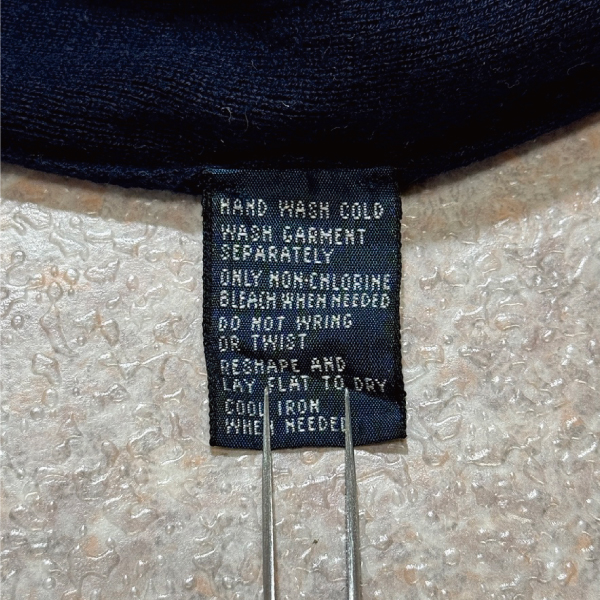 HAND WASH COLD
WASH GARMENT
SEPARATELY
ONLY NON-CHLORINE
BLEACH WHEN NEEDED
DO NOT WRING
OR TWIST
RESHAPE AND
LAY FLAT TO DRY
COOL IRON
WHEN NEEDED